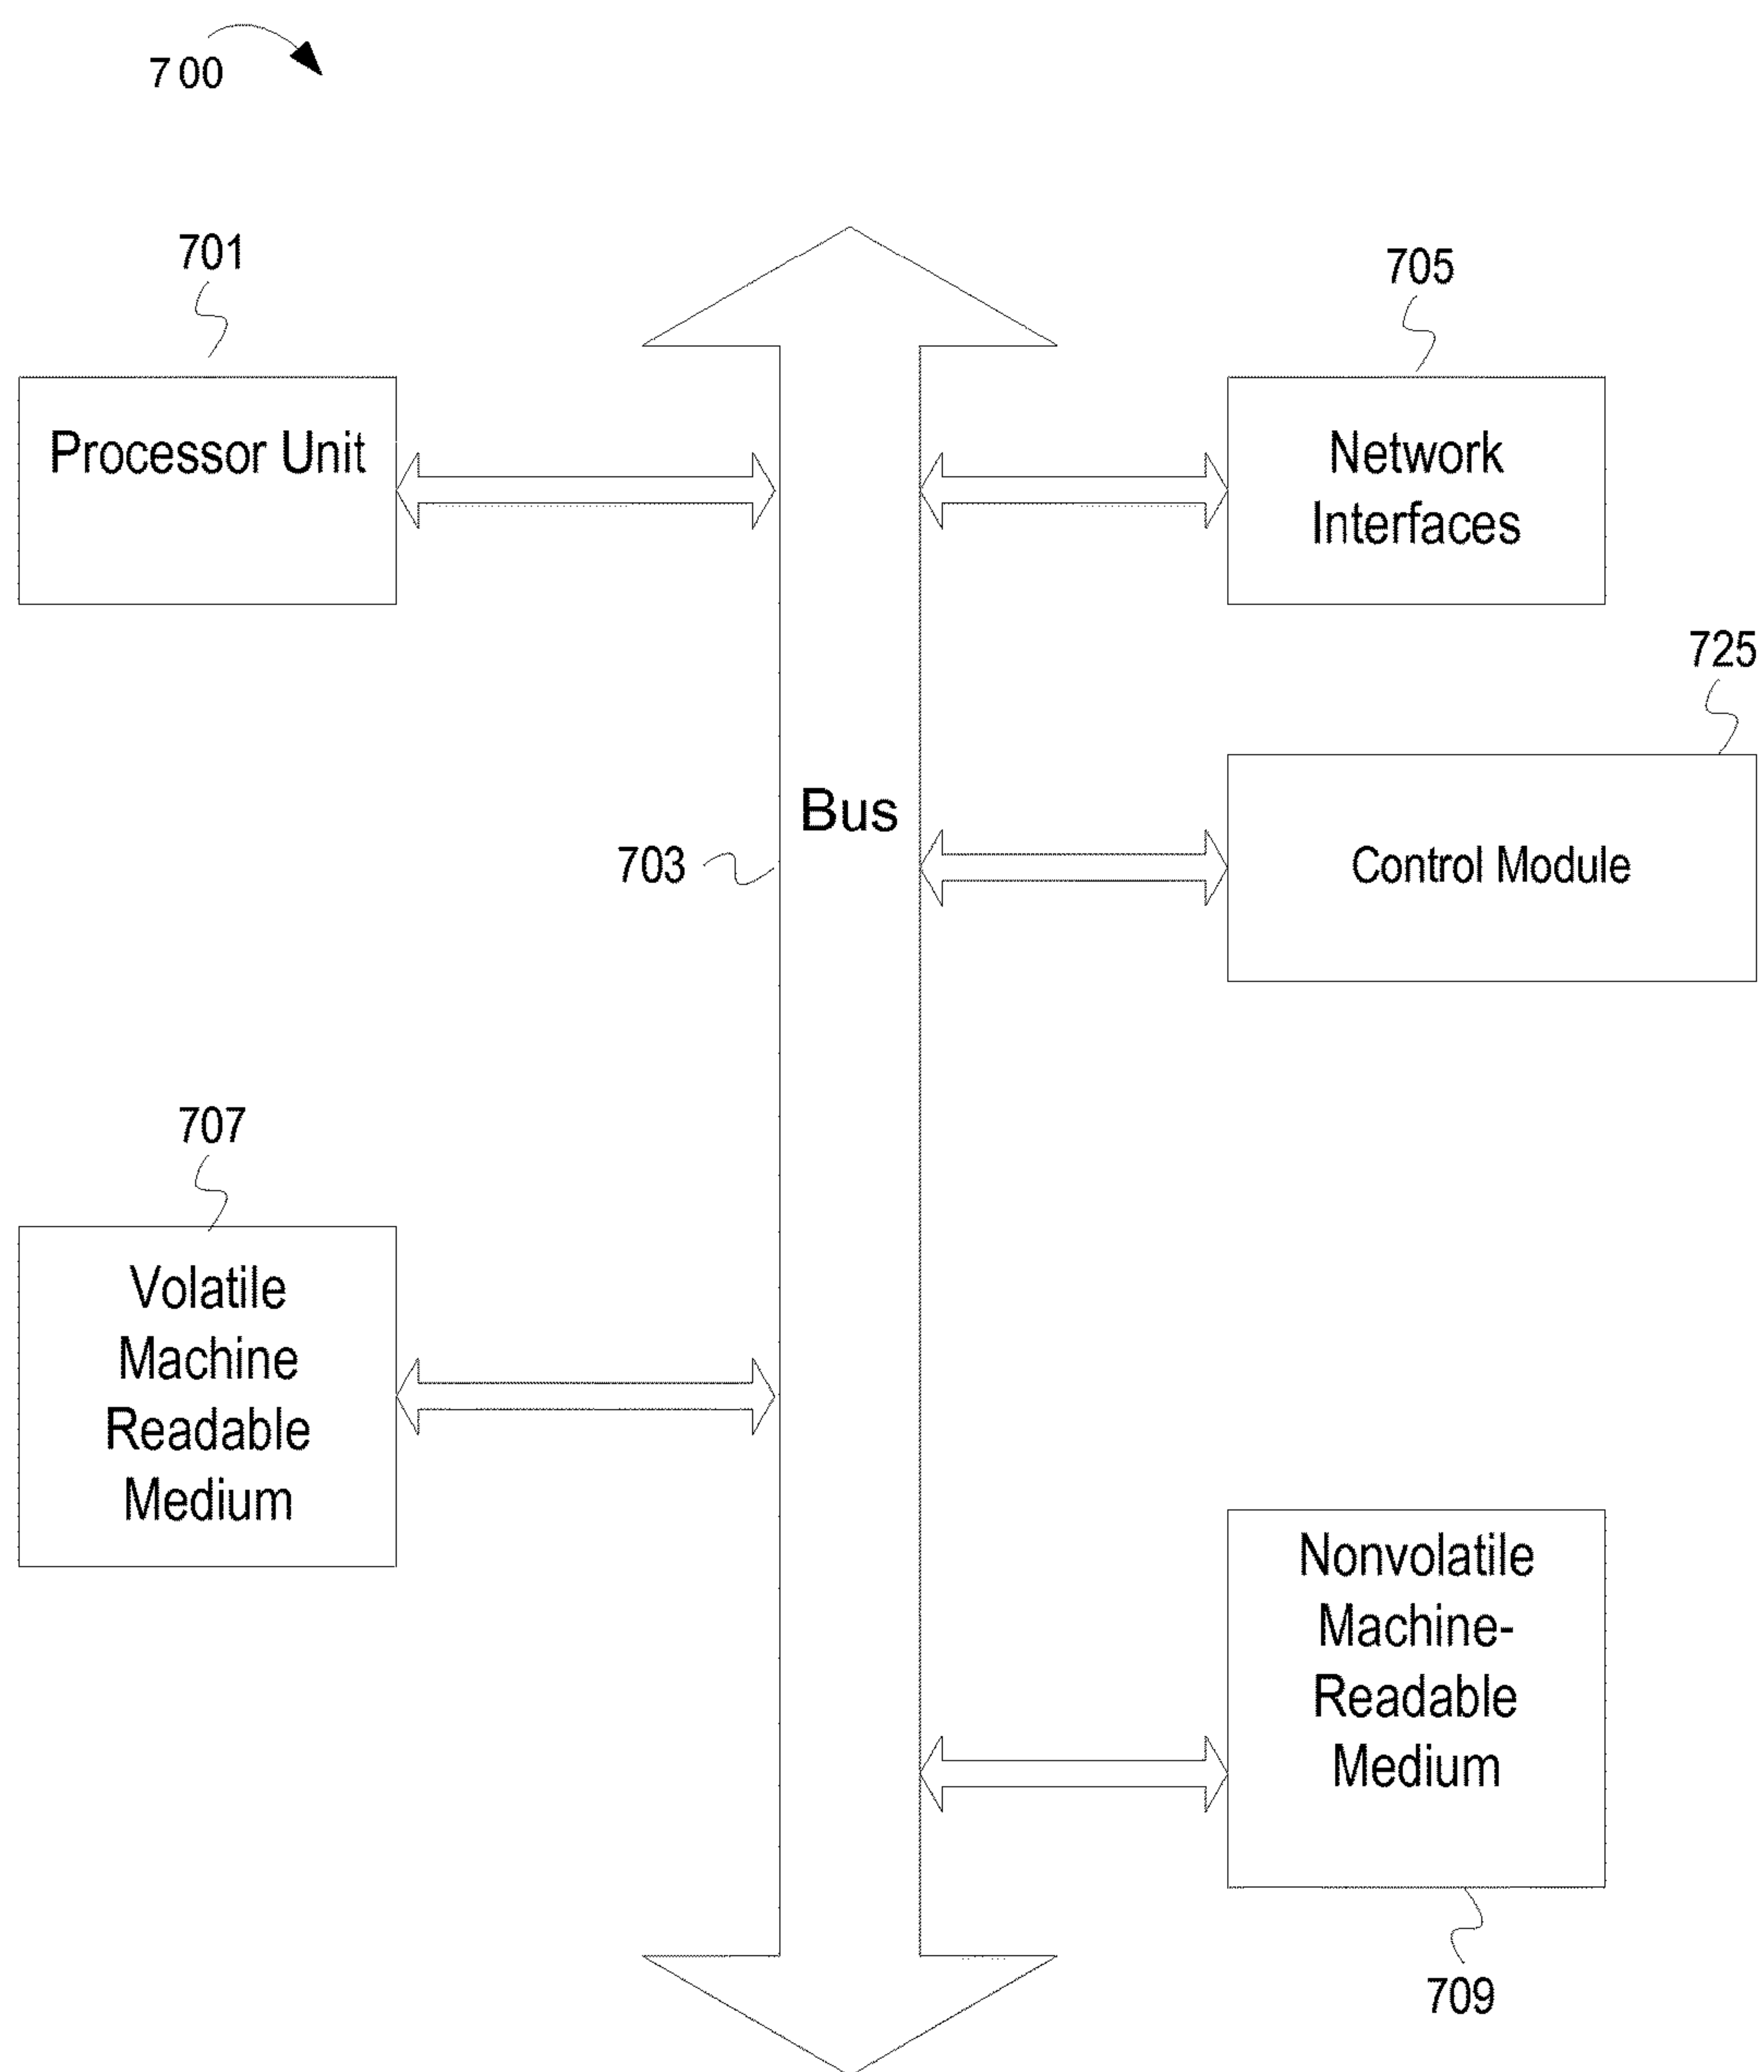 700
701
705
Processor Unit
Network
Interfaces
725
Bus
703
Control Module
707
Volatile
Machine
Readable
Medium
Nonvolatile
Machine-
Readable
Medium
709